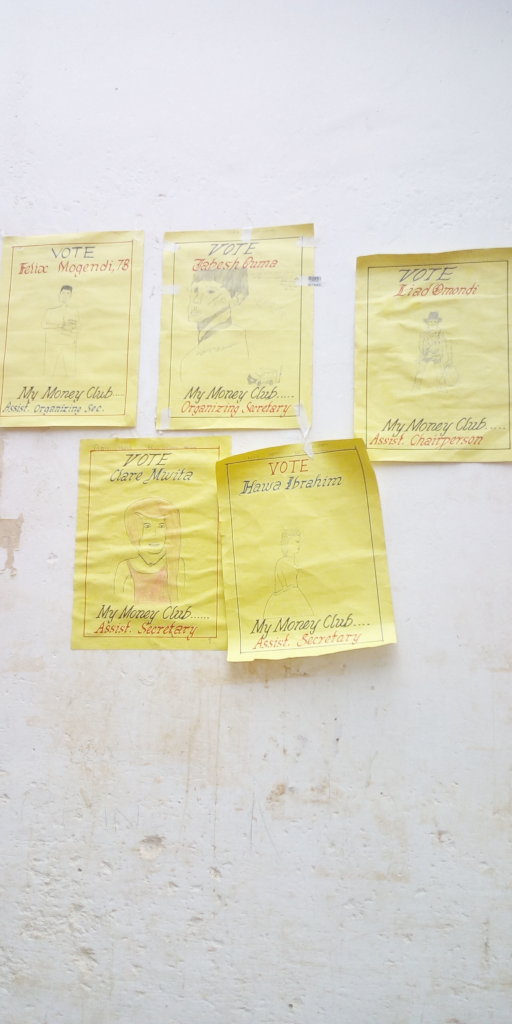 VOTE
Felix Mogendi, 78
My Money Club....
Assist. Organizing Sec.
VOTE
Jabesh Ouma
My Money Club.....
Organizing Secretary
VOTE
Liad Omondi
My Money Club...
Assist. Chairperson
VOTE
Clare Mwita
My Money Club.....
Assist. Secretary
VOTE
Hawa Ibrahim
My Money Club....
Assist. Secretary